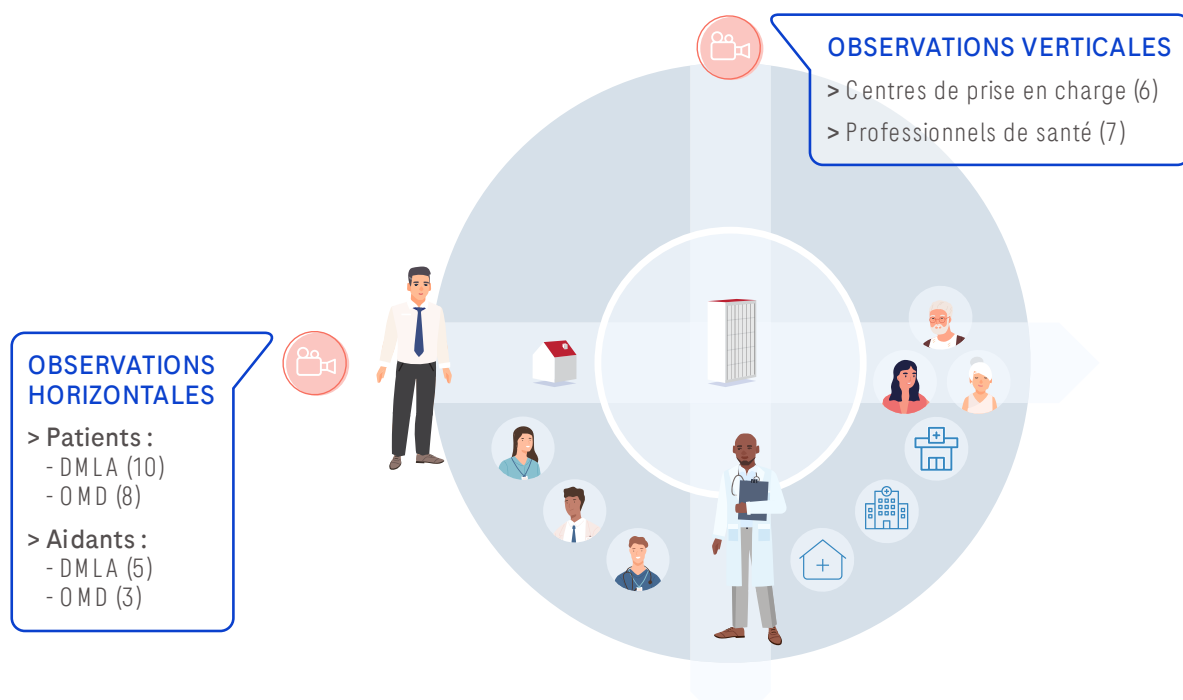 OBSERVATIONS VERTICALES
> Centres de prise en charge (6)
> Professionnels de santé (7)
OBSERVATIONS
HORIZONTALES
> Patients :
- DMLA (10)
- OMD (8)
> Aidants :
- DMLA (5)
- OMD (3)